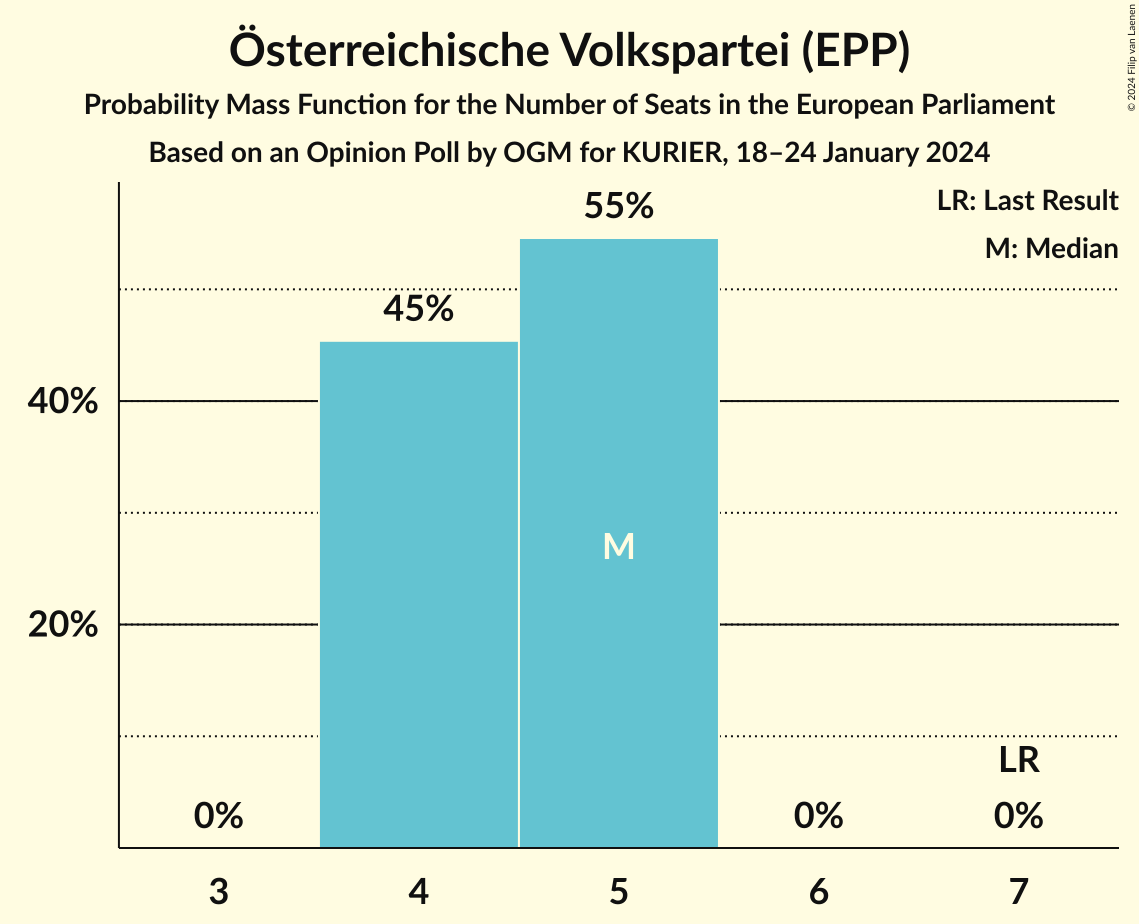 Österreichische Volkspartei (EPP)
Probability Mass Function for the Number of Seats in the European Parliament
Based on an Opinion Poll by OGM for KURIER, 18–24 January 2024
© 2024 Filip van Laenen
LR: Last Result
M: Median
55%
45%
40%
M
20%
LR
0%
0%
0%
3
4
5
6
7